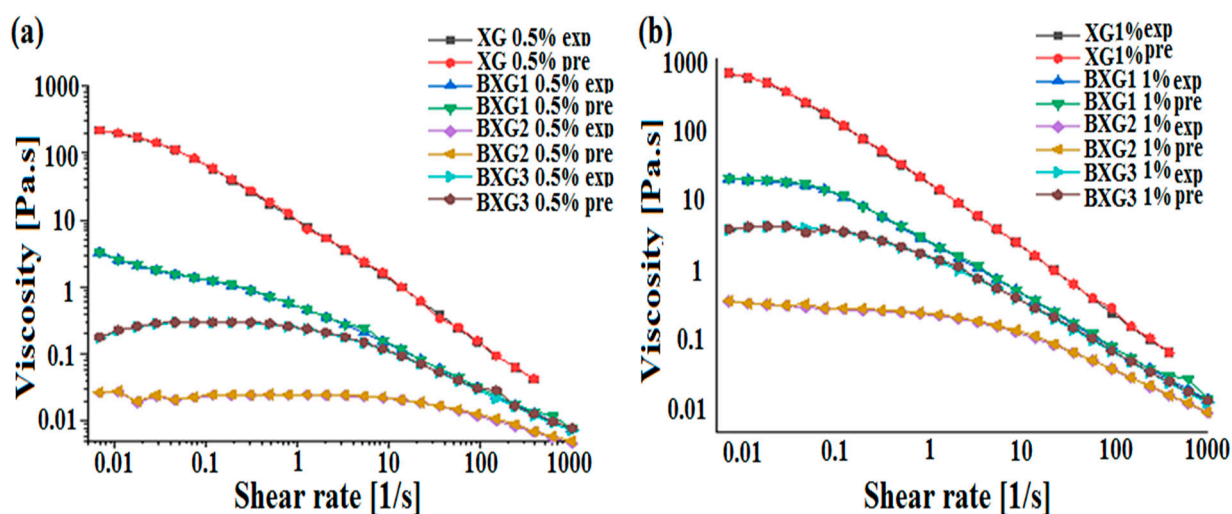 (a)
XG 0.5% exp
XG 0.5% pre
BXG1 0.5% exp
BXG1 0.5% pre
BXG2 0.5% exp
BXG2 0.5% pre
BXG3 0.5% exp
BXG3 0.5% pre
1000
100
10
1
0.1
0.01
Viscosity [Pa.s]
0.01 0.1 1 10 100 1000
Shear rate [1/s]
(b)
XG1% exp
XG1% pre
BXG1 1% exp
BXG1 1% pre
BXG2 1% exp
BXG2 1% pre
BXG3 1% exp
BXG3 1% pre
1000
100
10
1
0.1
0.01
Viscosity [Pa.s]
0.01 0.1 1 10 100 1000
Shear rate [1/s]